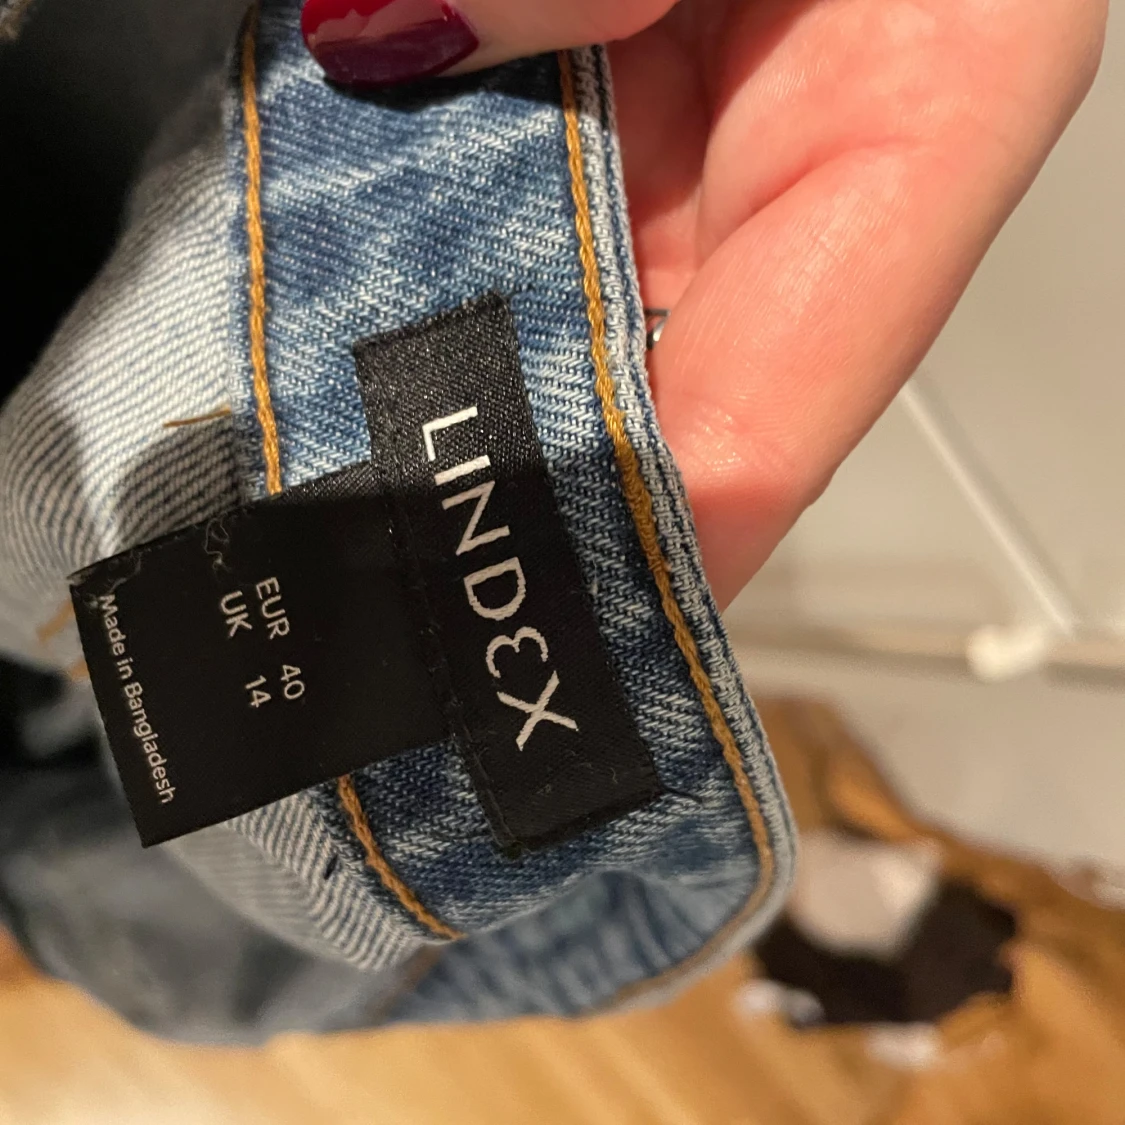 LINDEX
EUR 40
UK 14
Made in Bangladesh